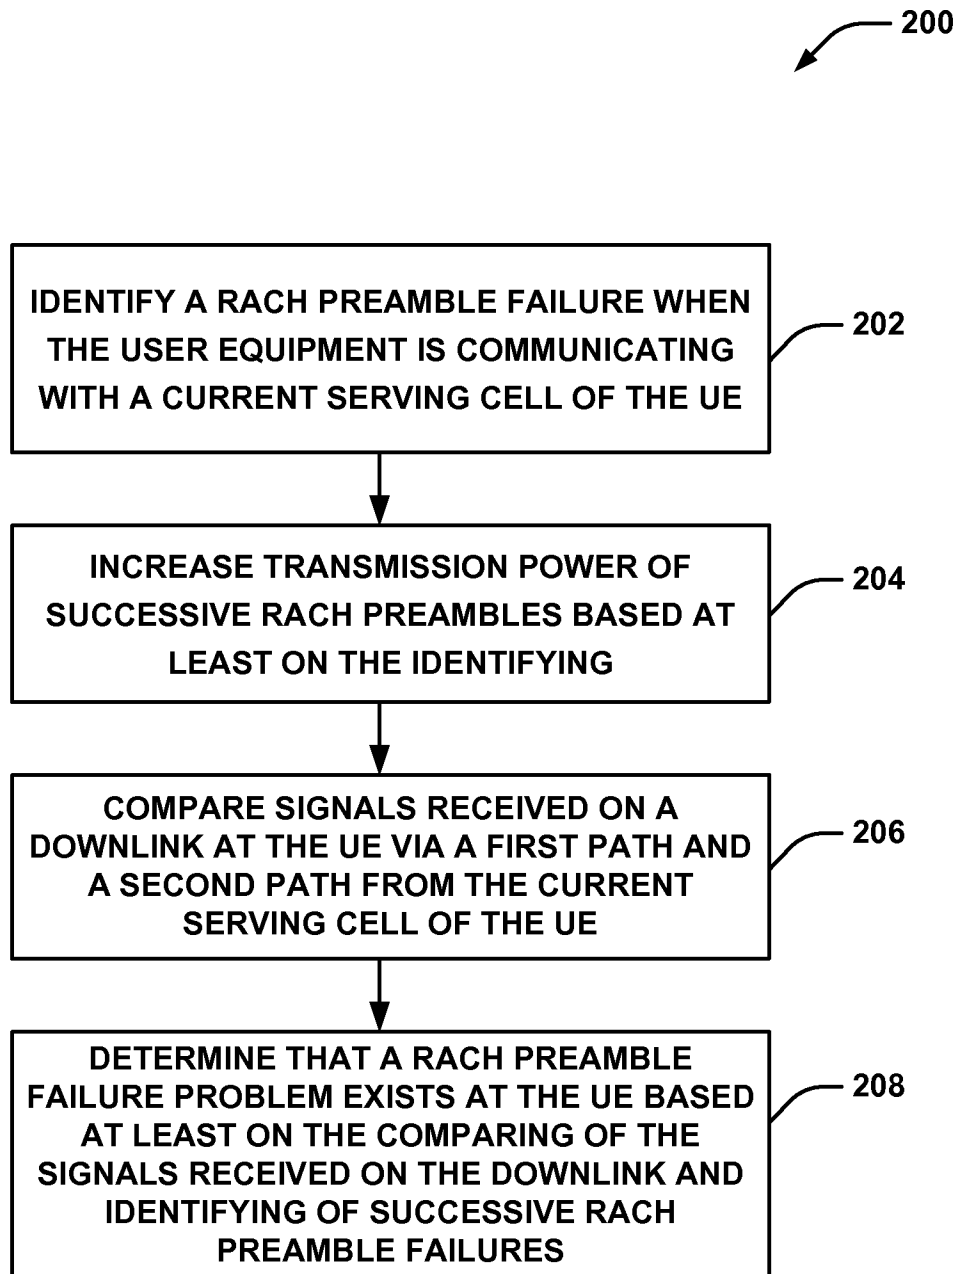 200
IDENTIFY A RACH PREAMBLE FAILURE WHEN
THE USER EQUIPMENT IS COMMUNICATING
WITH A CURRENT SERVING CELL OF THE UE
202
INCREASE TRANSMISSION POWER OF
SUCCESSIVE RACH PREAMBLES BASED AT
LEAST ON THE IDENTIFYING
204
COMPARE SIGNALS RECEIVED ON A
DOWNLINK AT THE UE VIA A FIRST PATH AND
A SECOND PATH FROM THE CURRENT
SERVING CELL OF THE UE
206
DETERMINE THAT A RACH PREAMBLE
FAILURE PROBLEM EXISTS AT THE UE BASED
AT LEAST ON THE COMPARING OF THE
SIGNALS RECEIVED ON THE DOWNLINK AND
IDENTIFYING OF SUCCESSIVE RACH
PREAMBLE FAILURES
208